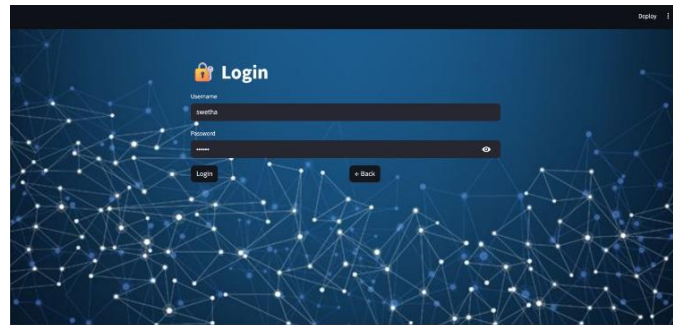 Deploy
Login
Username
swetha
Password
••••••
Login
← Back